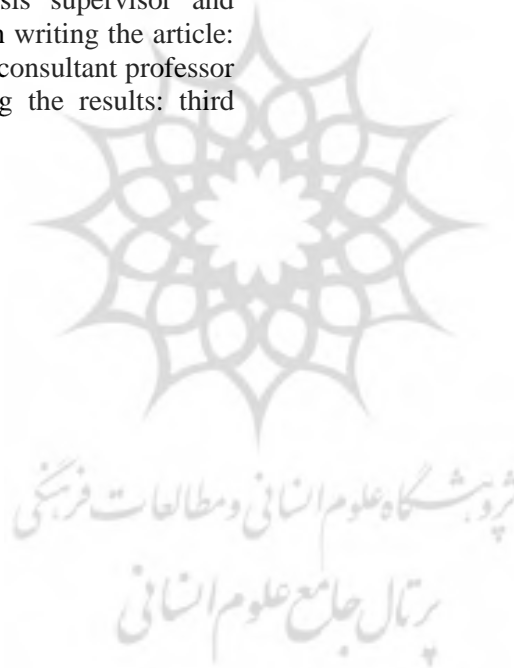 sis supervisor and
n writing the article:
consultant professor
g the results: third
پژوهشگاه علوم انسانی و مطالعات فرهنگی
پرتال جامع علوم انسانی